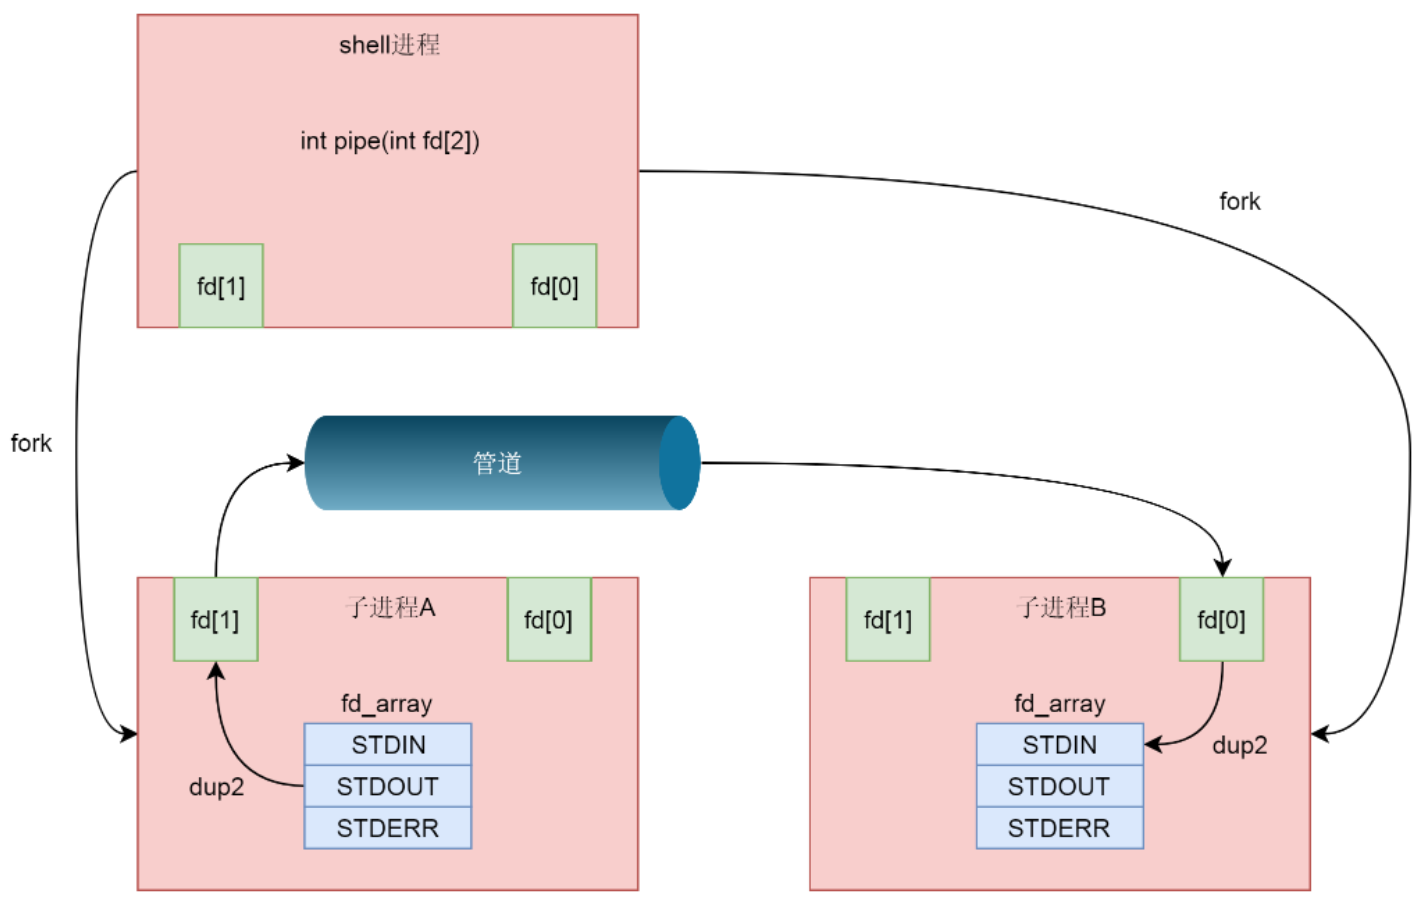 shell进程
int pipe(int fd[2])
fork
fd[1]
fd[0]
fork
管道
fd[1]
子进程A
fd[0]
fd_array
STDIN
STDOUT
STDERR
dup2
fd[1]
子进程B
fd[0]
fd_array
STDIN
STDOUT
STDERR
dup2